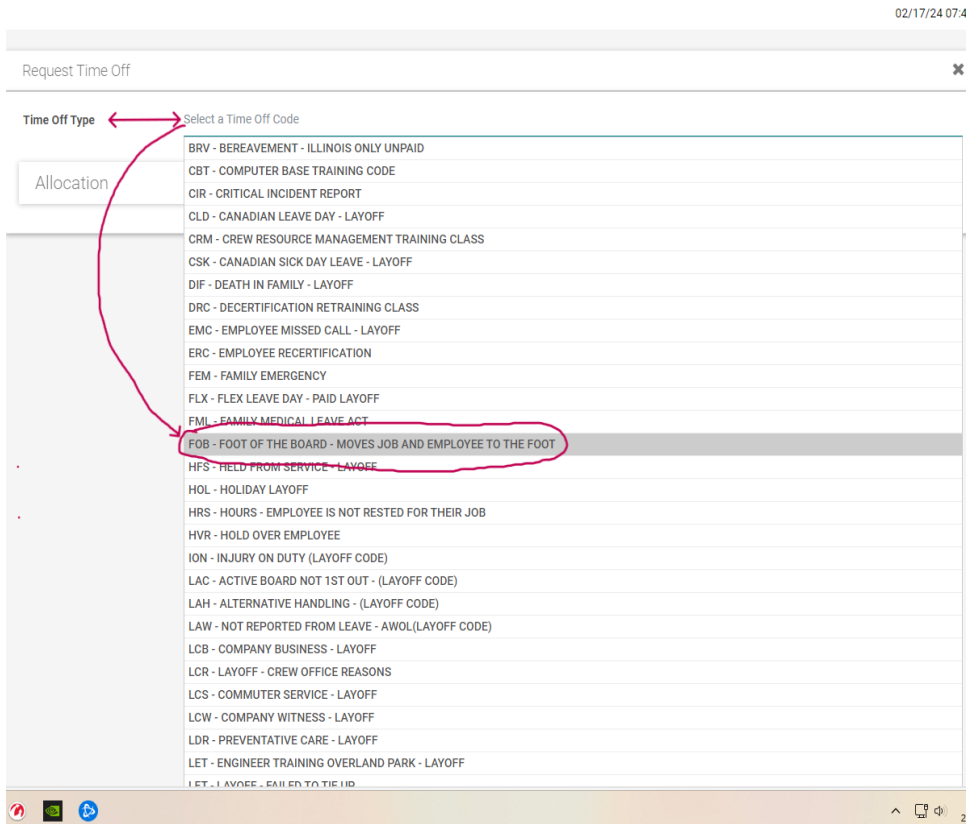 02/17/24 07:4
Request Time Off
Time Off Type
Select a Time Off Code
Allocation
BRV - BEREAVEMENT - ILLINOIS ONLY UNPAID
CBT - COMPUTER BASE TRAINING CODE
CIR - CRITICAL INCIDENT REPORT
CLD - CANADIAN LEAVE DAY - LAYOFF
CRM - CREW RESOURCE MANAGEMENT TRAINING CLASS
CSK - CANADIAN SICK DAY LEAVE - LAYOFF
DIF - DEATH IN FAMILY - LAYOFF
DRC - DECERTIFICATION RETRAINING CLASS
EMC - EMPLOYEE MISSED CALL - LAYOFF
ERC - EMPLOYEE RECERTIFICATION
FEM - FAMILY EMERGENCY
FLX - FLEX LEAVE DAY - PAID LAYOFF
FML - FAMILY MEDICAL LEAVE ACT
FOB - FOOT OF THE BOARD - MOVES JOB AND EMPLOYEE TO THE FOOT
HFS - HELD FROM SERVICE - LAYOFF
HOL - HOLIDAY LAYOFF
HRS - HOURS - EMPLOYEE IS NOT RESTED FOR THEIR JOB
HVR - HOLD OVER EMPLOYEE
ION - INJURY ON DUTY (LAYOFF CODE)
LAC - ACTIVE BOARD NOT 1ST OUT - (LAYOFF CODE)
LAH - ALTERNATIVE HANDLING - (LAYOFF CODE)
LAW - NOT REPORTED FROM LEAVE - AWOL(LAYOFF CODE)
LCB - COMPANY BUSINESS - LAYOFF
LCR - LAYOFF - CREW OFFICE REASONS
LCS - COMMUTER SERVICE - LAYOFF
LCW - COMPANY WITNESS - LAYOFF
LDR - PREVENTATIVE CARE - LAYOFF
LET - ENGINEER TRAINING OVERLAND PARK - LAYOFF
LFT - LAYOFF - FAILED TO TIE UP
2